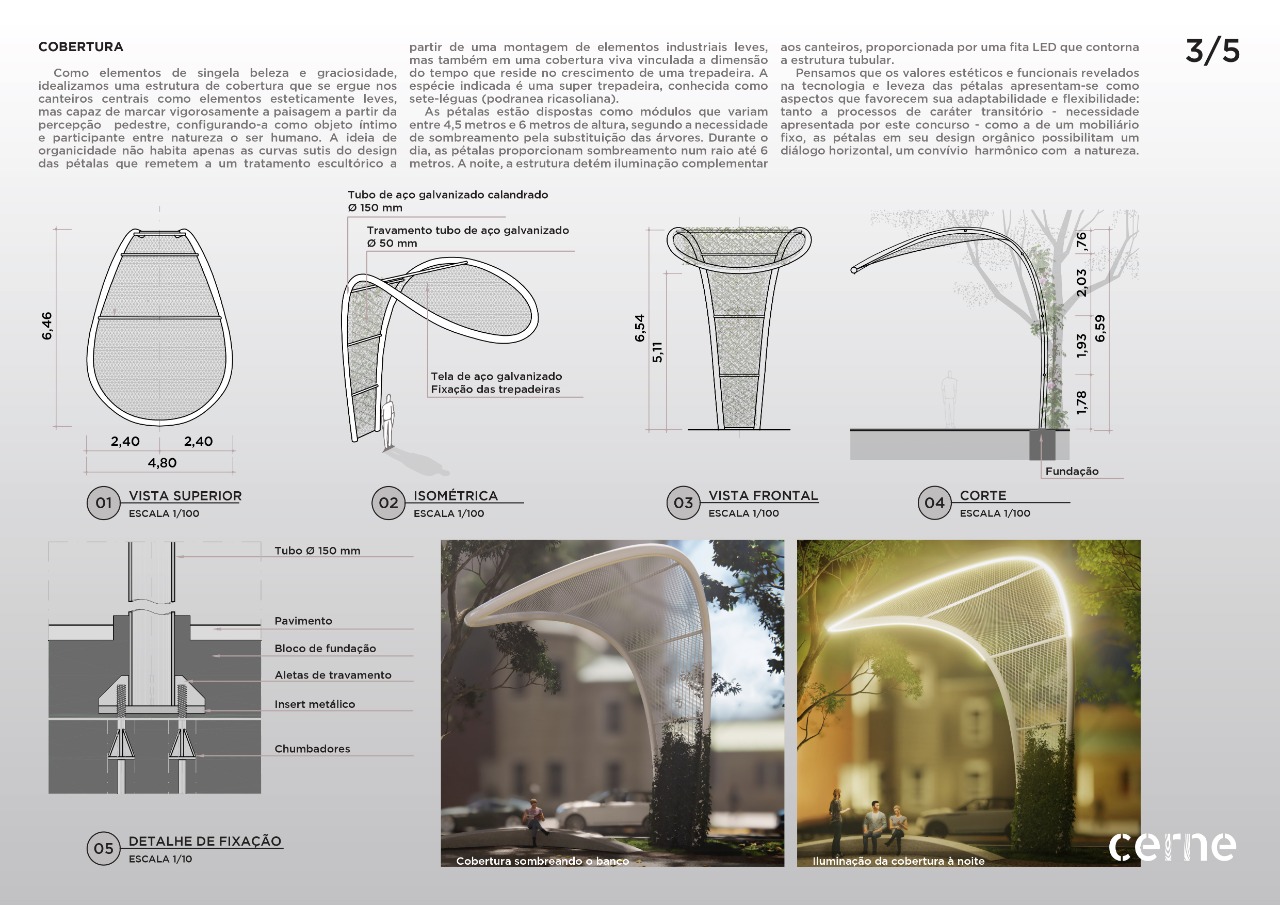 COBERTURA
Como elementos de singela beleza e graciosidade,
idealizamos uma estrutura de cobertura que se ergue nos
canteiros centrais como elementos esteticamente leves,
mas capaz de marcar vigorosamente a paisagem a partir da
percepção pedestre, configurando-a como objeto íntimo
e participante entre natureza o ser humano. A ideia de
organicidade não habita apenas as curvas sutis do design
das pétalas que remetem a um tratamento escultórico a
partir de uma montagem de elementos industriais leves,
mas também em uma cobertura viva vinculada a dimensão
do tempo que reside no crescimento de uma trepadeira. A
espécie indicada é uma super trepadeira, conhecida como
sete-léguas (podranea ricasoliana).
As pétalas estão dispostas como módulos que variam
entre 4,5 metros e 6 metros de altura, segundo a necessidade
de sombreamento pela substituição das árvores. Durante o
dia, as pétalas proporcionam sombreamento num raio até 6
metros. A noite, a estrutura detém iluminação complementar
aos canteiros, proporcionada por uma fita LED que contorna
a estrutura tubular.
Pensamos que os valores estéticos e funcionais revelados
na tecnologia e leveza das pétalas apresentam-se como
aspectos que favorecem sua adaptabilidade e flexibilidade:
tanto a processos de caráter transitório - necessidade
apresentada por este concurso - como a de um mobiliário
fixo, as pétalas em seu design orgânico possibilitam um
diálogo horizontal, um convívio harmônico com a natureza.
3/5
6,46
2,40
2,40
4,80
01
VISTA SUPERIOR
ESCALA 1/100
Tubo de aço galvanizado calandrado
Ø 150 mm
Travamento tubo de aço galvanizado
Ø 50 mm
Tela de aço galvanizado
Fixação das trepadeiras
02
ISOMÉTRICA
ESCALA 1/100
6,54
5,11
03
VISTA FRONTAL
ESCALA 1/100
,76
2,03
1,93
1,78
6,59
Fundação
04
CORTE
ESCALA 1/100
Tubo Ø 150 mm
Pavimento
Bloco de fundação
Aletas de travamento
Insert metálico
Chumbadores
05
DETALHE DE FIXAÇÃO
ESCALA 1/10
Cobertura sombreando o banco
Iluminação da cobertura à noite
cerne